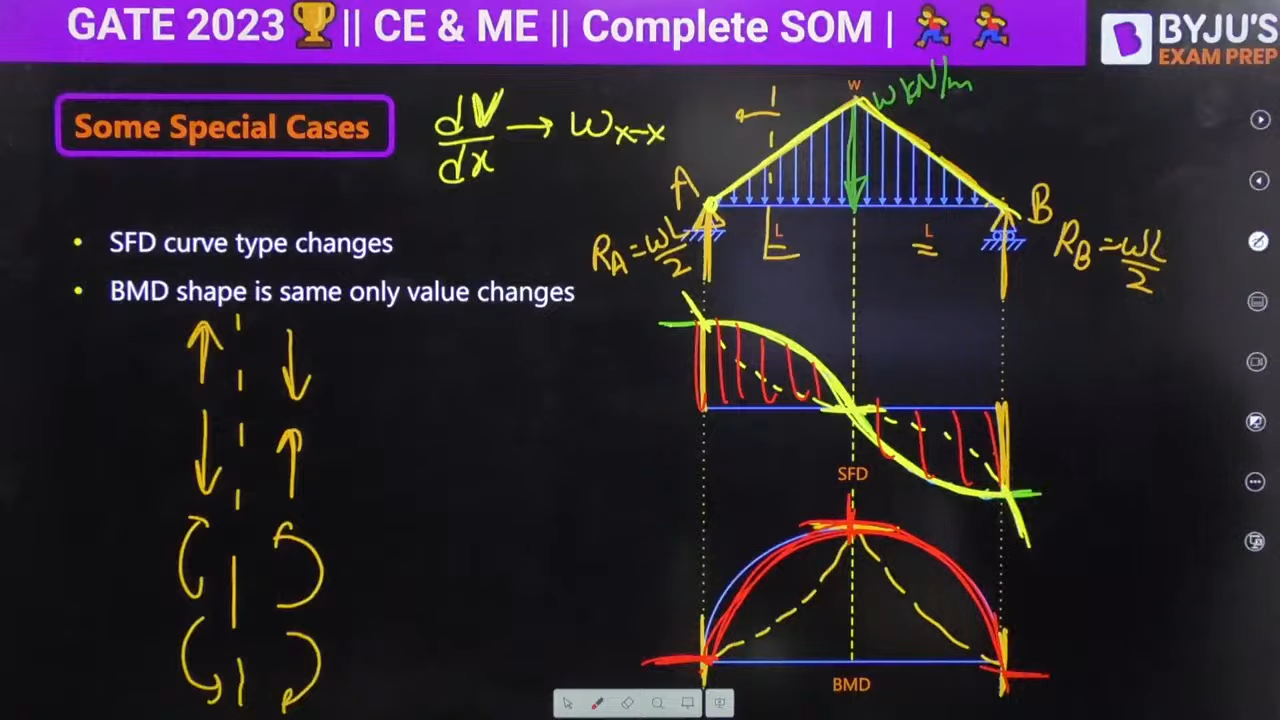 GATE 2023🏆|| CE & ME || Complete SOM | 🏃 🏃
BYJU'S
EXAM PREP
Some Special Cases
dV/dx → w x-x
• SFD curve type changes
• BMD shape is same only value changes
w
w kN/m
A
B
R_A = wL/2
L
L
R_B = wL/2
SFD
BMD